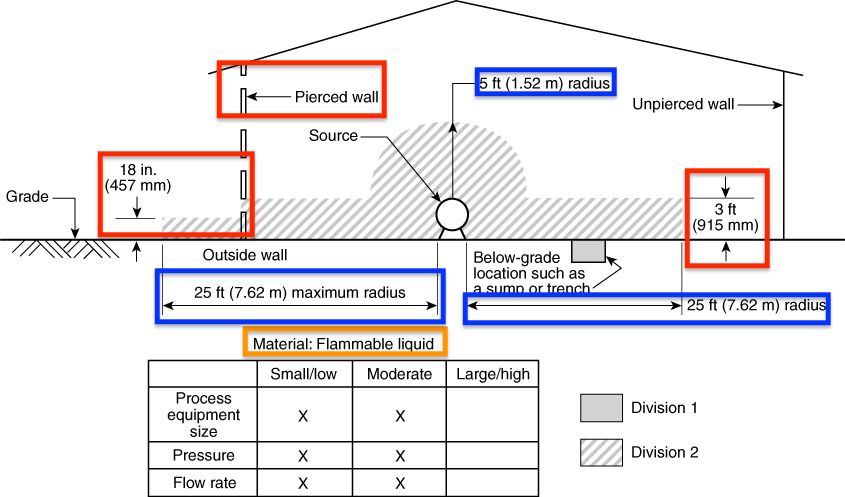 5 ft (1.52 m) radius
Pierced wall
Unpierced wall
Source
18 in.
(457 mm)
Grade
3 ft
(915 mm)
Outside wall
Below-grade
location such as
a sump or trench
25 ft (7.62 m) maximum radius
25 ft (7.62 m) radius
Material: Flammable liquid
Small/low Moderate Large/high
Process
equipment
size X X
Pressure X X
Flow rate X X
Division 1
Division 2